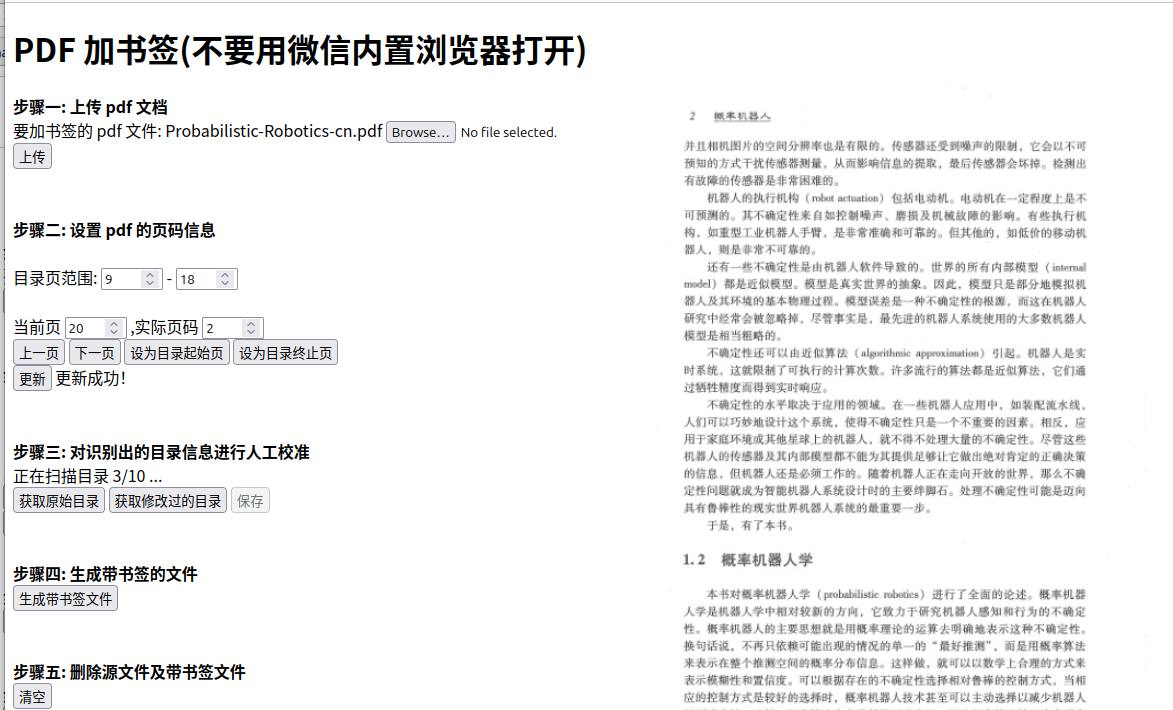 PDF 加书签(不要用微信内置浏览器打开)
步骤一: 上传 pdf 文档
要加书签的 pdf 文件: Probabilistic-Robotics-cn.pdf Browse… No file selected.
上传
步骤二: 设置 pdf 的页码信息
目录页范围: 9 - 18
当前页 20 ,实际页码 2
上一页 下一页 设为目录起始页 设为目录终止页
更新 更新成功!
步骤三: 对识别出的目录信息进行人工校准
正在扫描目录 3/10 ...
获取原始目录 获取修改过的目录 保存
步骤四: 生成带书签的文件
生成带书签文件
步骤五: 删除源文件及带书签文件
清空
2 概率机器人
并且相机图片的空间分辨率也是有限的。传感器还受到噪声的限制，它会以不可
预知的方式干扰传感器测量，从而影响信息的提取，最后传感器会坏掉。检测出
有故障的传感器是非常困难的。
机器人的执行机构（robot actuation）包括电动机。电动机在一定程度上是不
可预测的。其不确定性来自如控制噪声、磨损及机械故障的影响。有些执行机
构，如重型工业机器人手臂，是非常准确和可靠的。但其他的，如低价的移动机
器人，则是非常不可靠的。
还有一些不确定性是由机器人软件导致的。世界的所有内部模型（internal
model）都是近似模型。模型是真实世界的抽象。因此，模型只是部分地模拟机
器人及其环境的基本物理过程。模型误差是一种不确定性的根源，而这在机器人
研究中经常会被忽略掉，尽管事实是，最先进的机器人系统使用的大多数机器人
模型是相当粗略的。
不确定性还可以由近似算法（algorithmic approximation）引起。机器人是实
时系统，这就限制了可执行的计算次数。许多流行的算法都是近似算法，它们通
过牺牲精度而得到实时响应。
不确定性的水平取决于应用的领域。在一些机器人应用中，如装配流水线，
人们可以巧妙地设计这个系统，使得不确定性只是一个不重要的因素。相反，应
用于家庭环境或其他星球上的机器人，就不得不处理大量的不确定性。尽管这些
机器人的传感器及其内部模型都不能为其提供足够让它做出绝对肯定的正确决策
的信息，但机器人还是必须工作的。随着机器人正在走向开放的世界，那么不确
定性问题就成为智能机器人系统设计时的主要绊脚石。处理不确定性可能是迈向
具有鲁棒性的现实世界机器人系统的最重要一步。
于是，有了本书。
1.2 概率机器人学
本书对概率机器人学（probabilistic robotics）进行了全面的论述。概率机器人
学是机器人学中相对较新的方向，它致力于研究机器人感知和行为的不确定
性。概率机器人的主要思想就是用概率理论的运算去明确地表示这种不确定性。
换句话说，不再只依赖可能出现的情况的单一的“最好推测”，而是用概率算法
来表示在整个推测空间的概率分布信息。这样做，就可以以数学上合理的方式来
表示模糊性和置信度。可以根据存在的不确定性选择相对鲁棒的控制方式，当相
应的控制方式是较好的选择时，概率机器人技术甚至可以主动选择以减少机器人